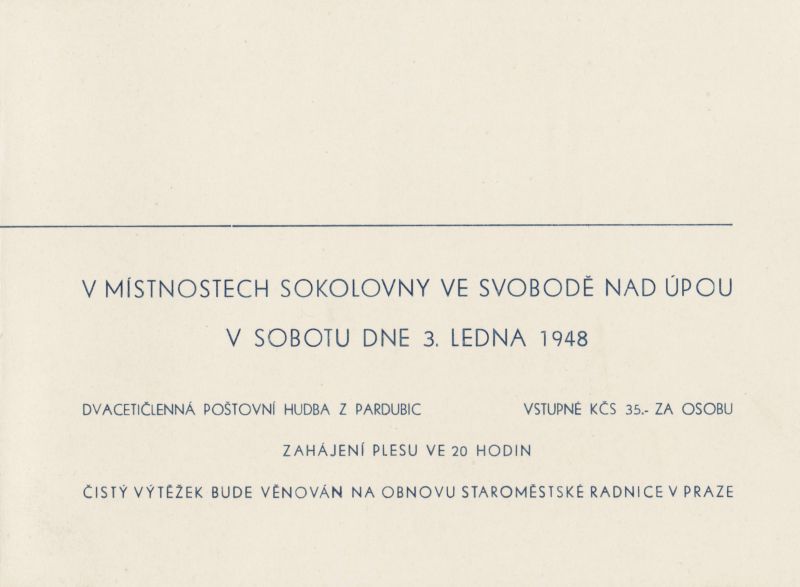 V MÍSTNOSTECH SOKOLOVNY VE SVOBODĚ NAD ÚPOU
V SOBOTU DNE 3. LEDNA 1948
DVACETIČLENNÁ POŠTOVNÍ HUDBA Z PARDUBIC VSTUPNÉ KČS 35.- ZA OSOBU
ZAHÁJENÍ PLESU VE 20 HODIN
ČISTÝ VÝTĚŽEK BUDE VĚNOVÁN NA OBNOVU STAROMĚSTSKÉ RADNICE V PRAZE